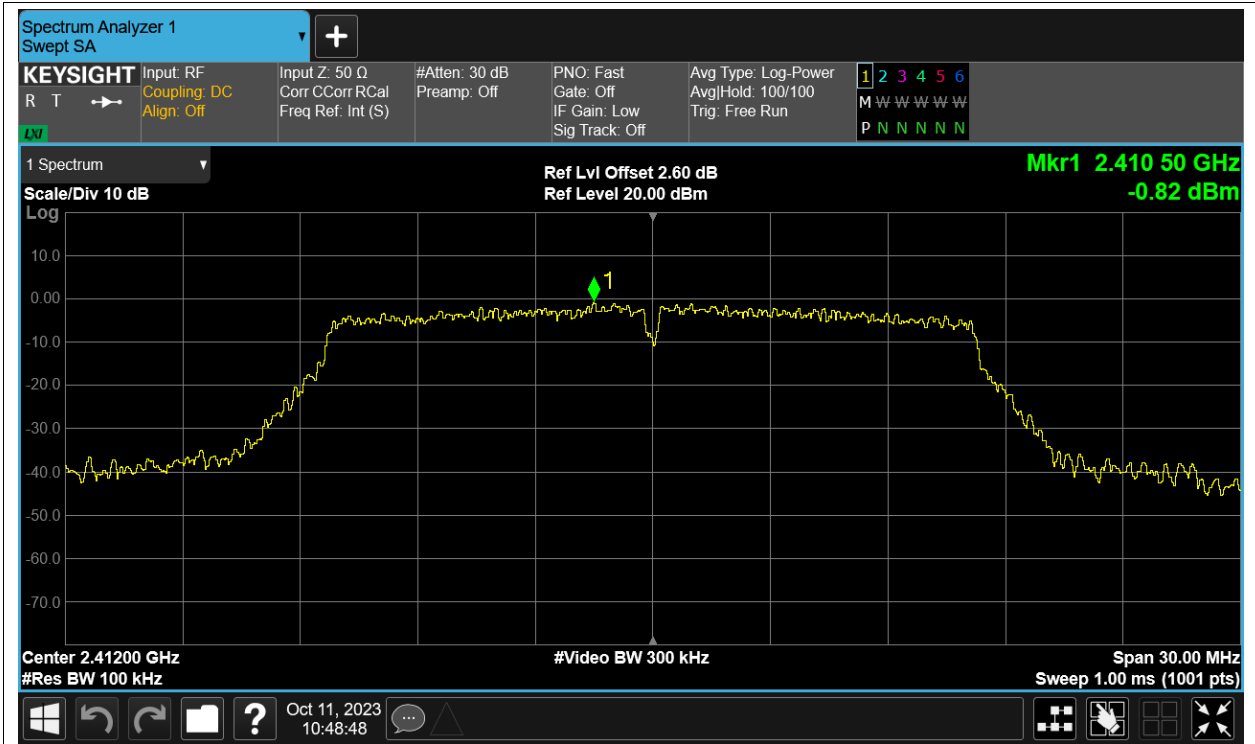 Spectrum Analyzer 1
Swept SA
+
KEYSIGHT
R T
LXI
Input: RF
Coupling: DC
Align: Off
Input Z: 50 Ω
Corr CCorr RCal
Freq Ref: Int (S)
#Atten: 30 dB
Preamp: Off
PNO: Fast
Gate: Off
IF Gain: Low
Sig Track: Off
Avg Type: Log-Power
Avg|Hold: 100/100
Trig: Free Run
1 2 3 4 5 6
M W W W W W
P N N N N N
1 Spectrum
Scale/Div 10 dB
Log
Ref Lvl Offset 2.60 dB
Ref Level 20.00 dBm
Mkr1 2.410 50 GHz
-0.82 dBm
1
10.0
0.00
-10.0
-20.0
-30.0
-40.0
-50.0
-60.0
-70.0
Center 2.41200 GHz
#Res BW 100 kHz
#Video BW 300 kHz
Span 30.00 MHz
Sweep 1.00 ms (1001 pts)
?
Oct 11, 2023
10:48:48